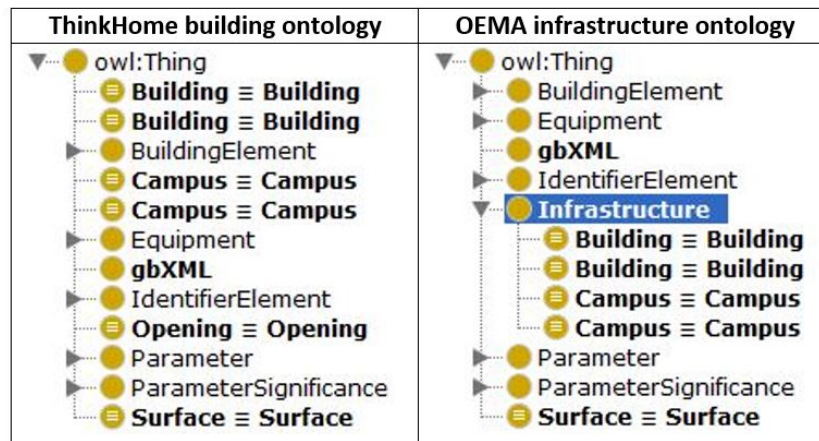 ThinkHome building ontology
owl:Thing
Building ≡ Building
Building ≡ Building
BuildingElement
Campus ≡ Campus
Campus ≡ Campus
Equipment
gbXML
IdentifierElement
Opening ≡ Opening
Parameter
ParameterSignificance
Surface ≡ Surface
OEMA infrastructure ontology
owl:Thing
BuildingElement
Equipment
gbXML
IdentifierElement
Infrastructure
Building ≡ Building
Building ≡ Building
Campus ≡ Campus
Campus ≡ Campus
Parameter
ParameterSignificance
Surface ≡ Surface